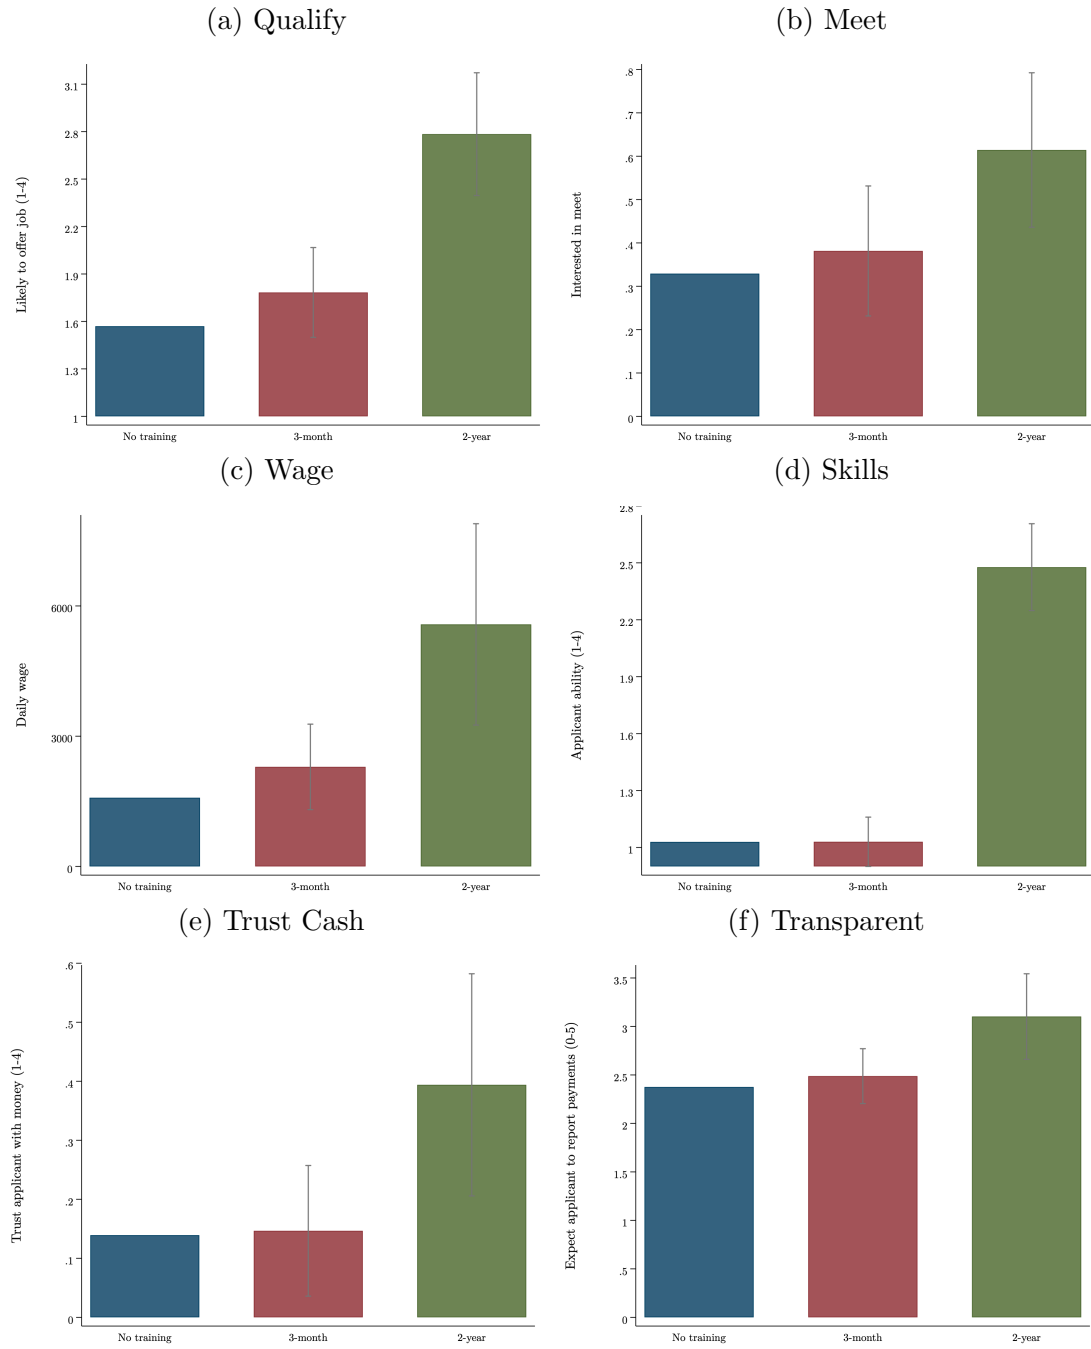 (a) Qualify
Likely to offer job (1-4)
3.1
2.8
2.5
2.2
1.9
1.6
1.3
1
No training 3-month 2-year
(b) Meet
Interested in meet
.8
.7
.6
.5
.4
.3
.2
.1
0
No training 3-month 2-year
(c) Wage
Daily wage
6000
3000
0
No training 3-month 2-year
(d) Skills
Applicant ability (1-4)
2.8
2.5
2.2
1.9
1.6
1.3
1
No training 3-month 2-year
(e) Trust Cash
Trust applicant with money (1-4)
.6
.5
.4
.3
.2
.1
0
No training 3-month 2-year
(f) Transparent
Expect applicant to report payments (0-5)
3.5
3
2.5
2
1.5
1
.5
0
No training 3-month 2-year